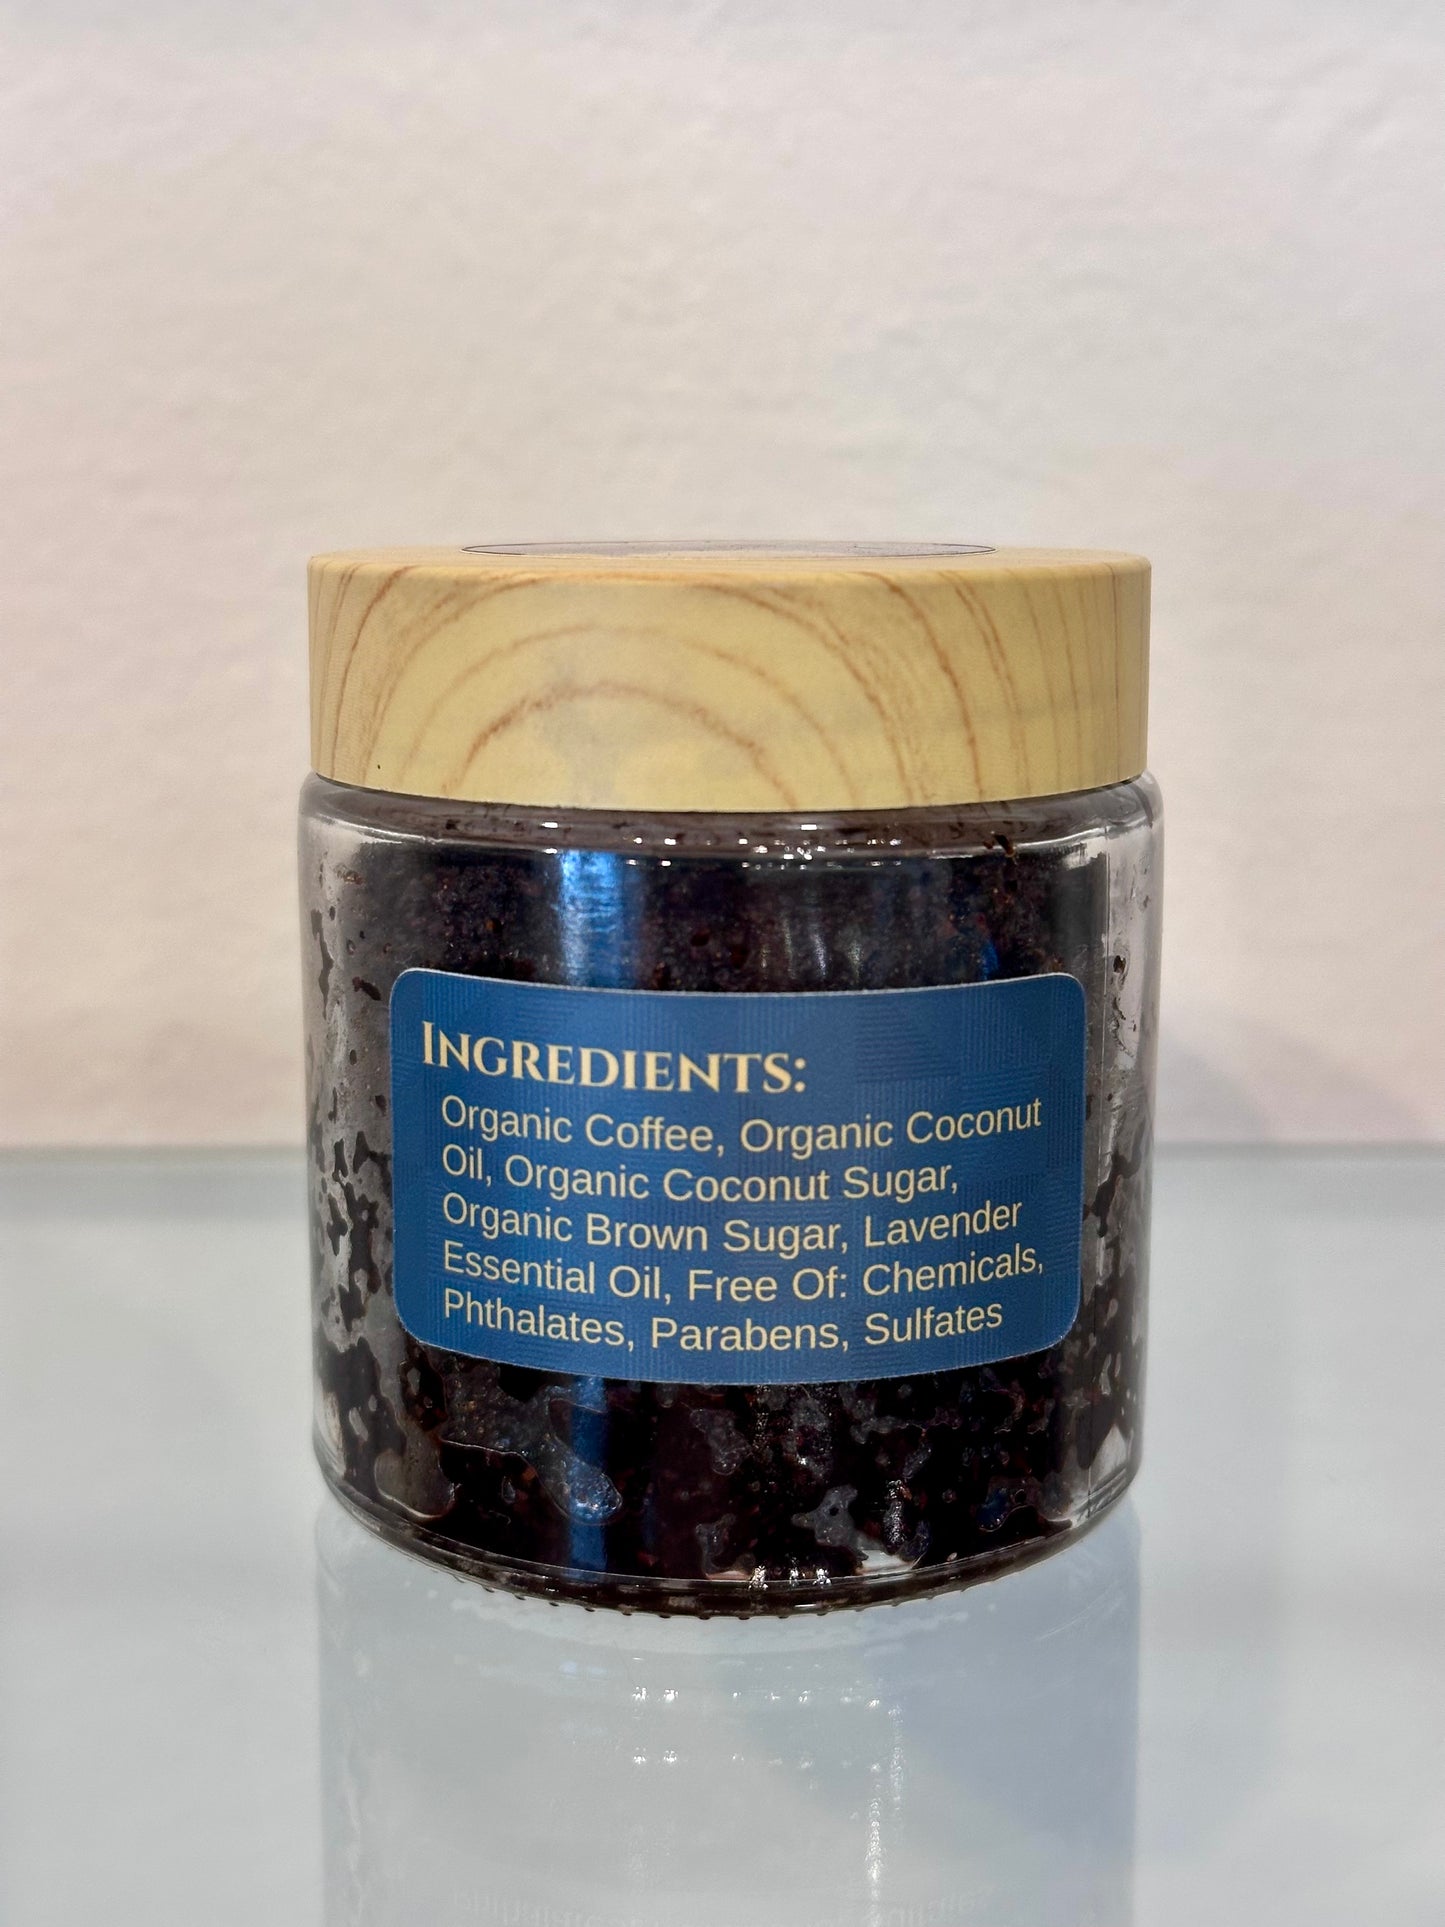 INGREDIENTS:
Organic Coffee, Organic Coconut
Oil, Organic Coconut Sugar,
Organic Brown Sugar, Lavender
Essential Oil, Free Of: Chemicals,
Phthalates, Parabens, Sulfates